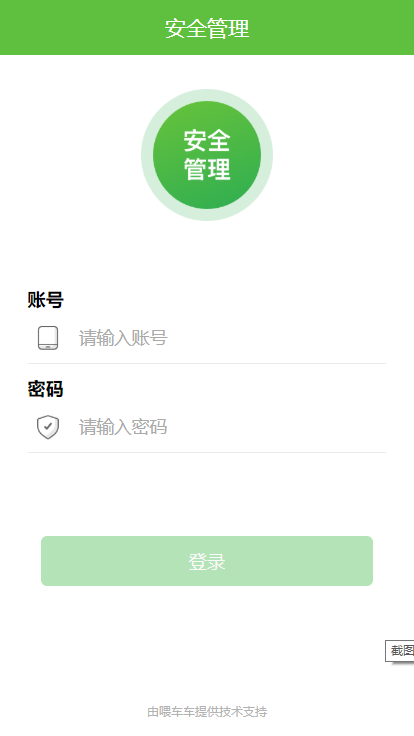 安全管理
安全
管理
账号
请输入账号
密码
请输入密码
登录
截图
由喂车车提供技术支持